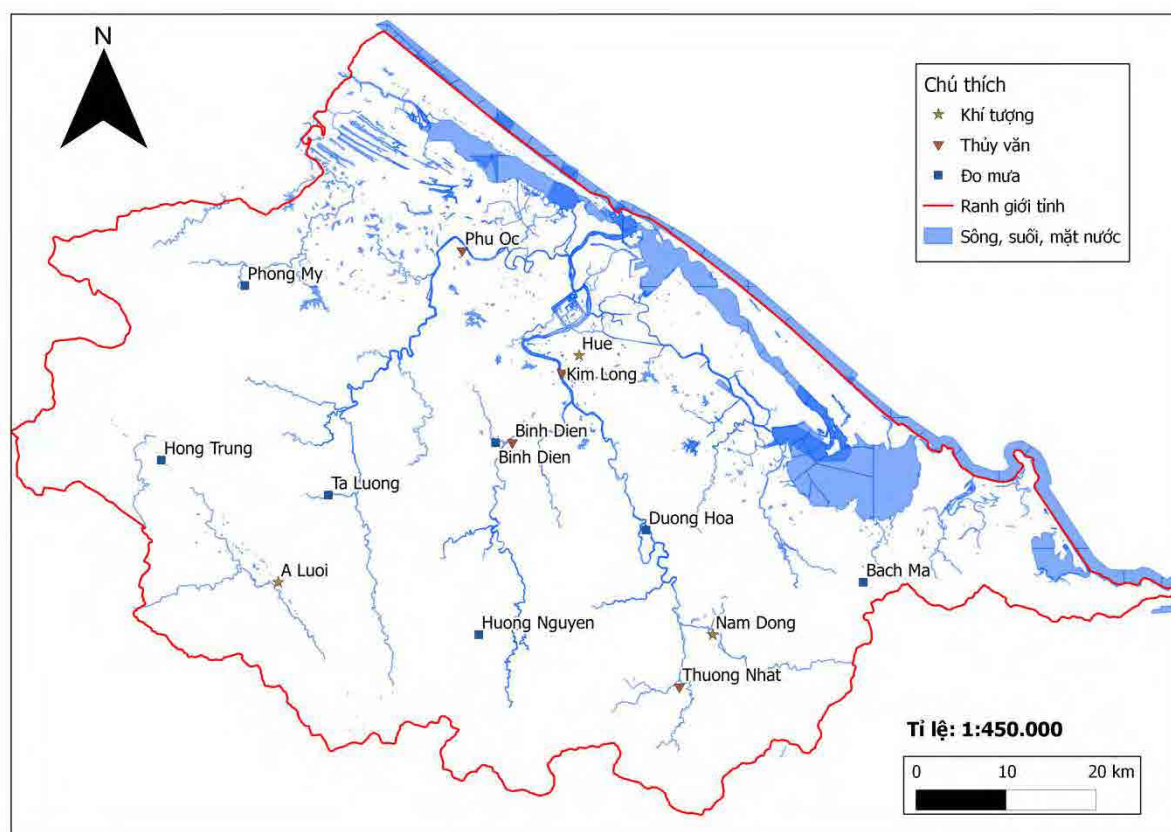 N
Chú thích
Khí tượng
Thủy văn
Đo mưa
Ranh giới tỉnh
Sông, suối, mặt nước
Phu Oc
Phong My
Hue
Kim Long
Binh Dien
Binh Dien
Hong Trung
Ta Luong
Duong Hoa
A Luoi
Bach Ma
Huong Nguyen
Nam Dong
Thuong Nhat
Tỉ lệ: 1:450.000
0 10 20 km